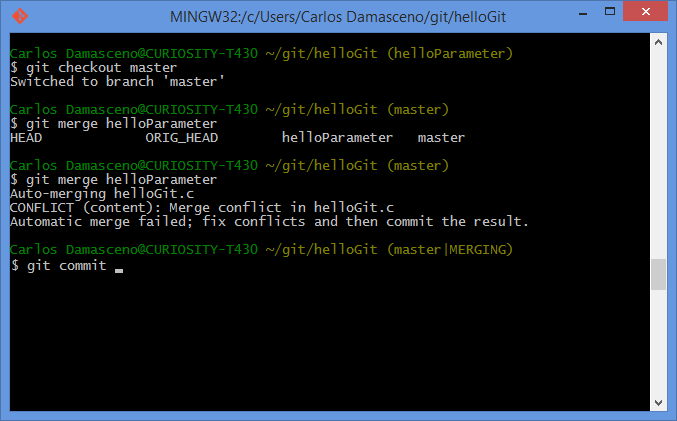 MINGW32:/c/Users/Carlos Damasceno/git/helloGit
Carlos Damasceno@CURIOSITY-T430 ~/git/helloGit (helloParameter)
$ git checkout master
Switched to branch 'master'
Carlos Damasceno@CURIOSITY-T430 ~/git/helloGit (master)
$ git merge helloParameter
HEAD ORIG_HEAD helloParameter master
Carlos Damasceno@CURIOSITY-T430 ~/git/helloGit (master)
$ git merge helloParameter
Auto-merging helloGit.c
CONFLICT (content): Merge conflict in helloGit.c
Automatic merge failed; fix conflicts and then commit the result.
Carlos Damasceno@CURIOSITY-T430 ~/git/helloGit (master|MERGING)
$ git commit